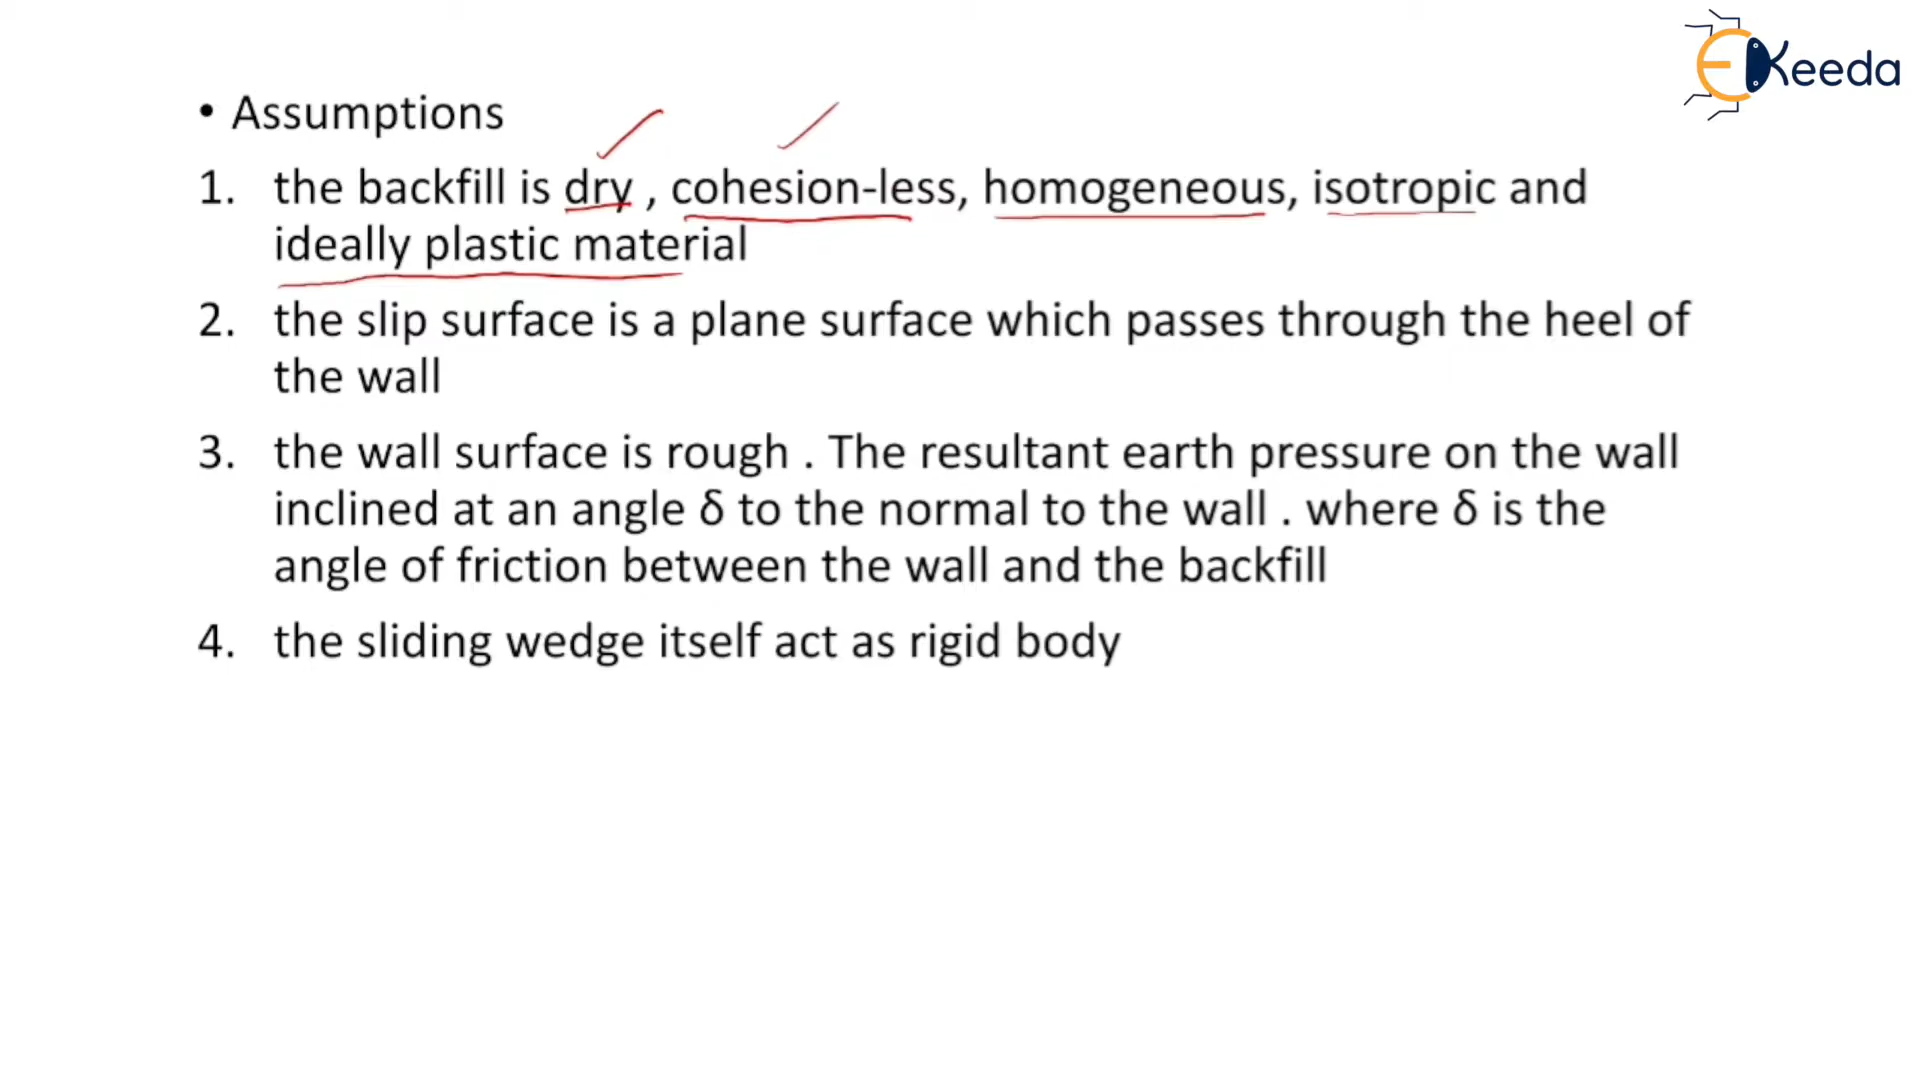 EKeeda
• Assumptions
1. the backfill is dry , cohesion-less, homogeneous, isotropic and
ideally plastic material
2. the slip surface is a plane surface which passes through the heel of
the wall
3. the wall surface is rough . The resultant earth pressure on the wall
inclined at an angle δ to the normal to the wall . where δ is the
angle of friction between the wall and the backfill
4. the sliding wedge itself act as rigid body